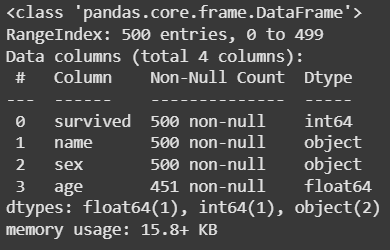 <class 'pandas.core.frame.DataFrame'>
RangeIndex: 500 entries, 0 to 499
Data columns (total 4 columns):
 #   Column    Non-Null Count  Dtype
---  ------    --------------  -----
 0   survived  500 non-null    int64
 1   name      500 non-null    object
 2   sex       500 non-null    object
 3   age       451 non-null    float64
dtypes: float64(1), int64(1), object(2)
memory usage: 15.8+ KB